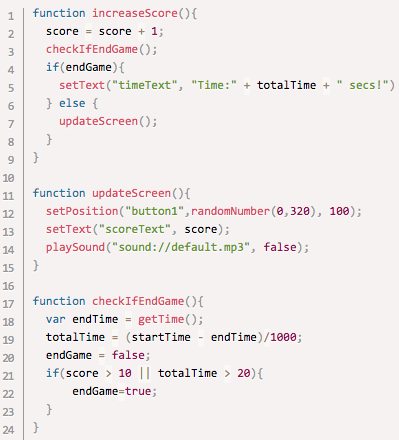 1 function increaseScore(){
2 score = score + 1;
3 checkIfEndGame();
4 if(endGame){
5 setText("timeText", "Time:" + totalTime + " secs!")
6 } else {
7 updateScreen();
8 }
9 }
10
11 function updateScreen(){
12 setPosition("button1",randomNumber(0,320), 100);
13 setText("scoreText", score);
14 playSound("sound://default.mp3", false);
15 }
16
17 function checkIfEndGame(){
18 var endTime = getTime();
19 totalTime = (startTime - endTime)/1000;
20 endGame = false;
21 if(score > 10 || totalTime > 20){
22 endGame=true;
23 }
24 }